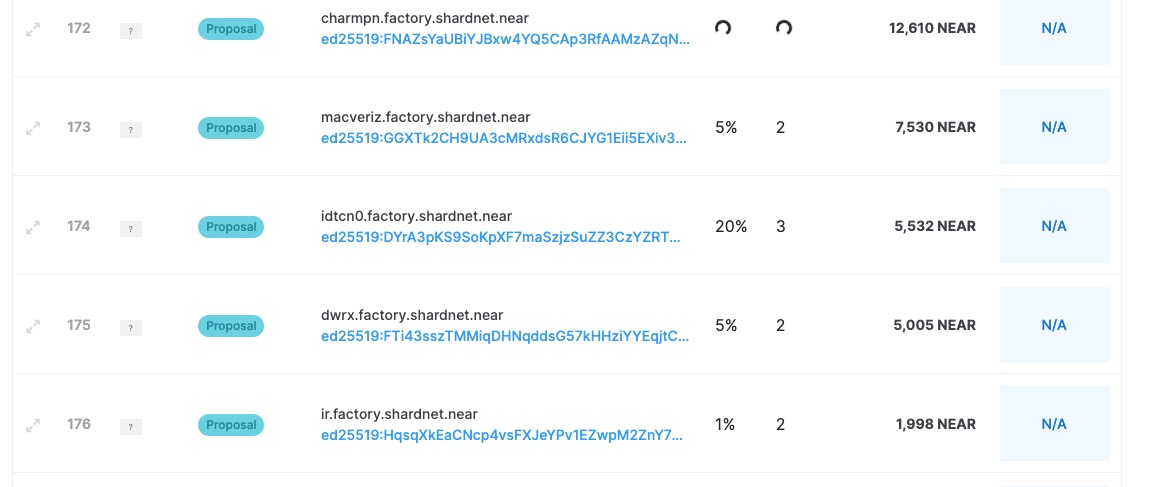 172 ? Proposal charmpn.factory.shardnet.near 12,610 NEAR N/A
ed25519:FNAZsYaUBiYJBxw4YQ5CAp3RfAAMzAZqN...
173 ? Proposal macveriz.factory.shardnet.near 5% 2 7,530 NEAR N/A
ed25519:GGXTk2CH9UA3cMRxdsR6CJYG1Eii5EXiv3...
174 ? Proposal idtcn0.factory.shardnet.near 20% 3 5,532 NEAR N/A
ed25519:DYrA3pKS9SoKpXF7maSzjzSuZZ3CzYZRT...
175 ? Proposal dwrx.factory.shardnet.near 5% 2 5,005 NEAR N/A
ed25519:FTi43sszTMMiqDHNqddsG57kHHziYYEqjtC...
176 ? Proposal ir.factory.shardnet.near 1% 2 1,998 NEAR N/A
ed25519:HqsqXkEaCNcp4vsFXJeYPv1EZwpM2ZnY7...